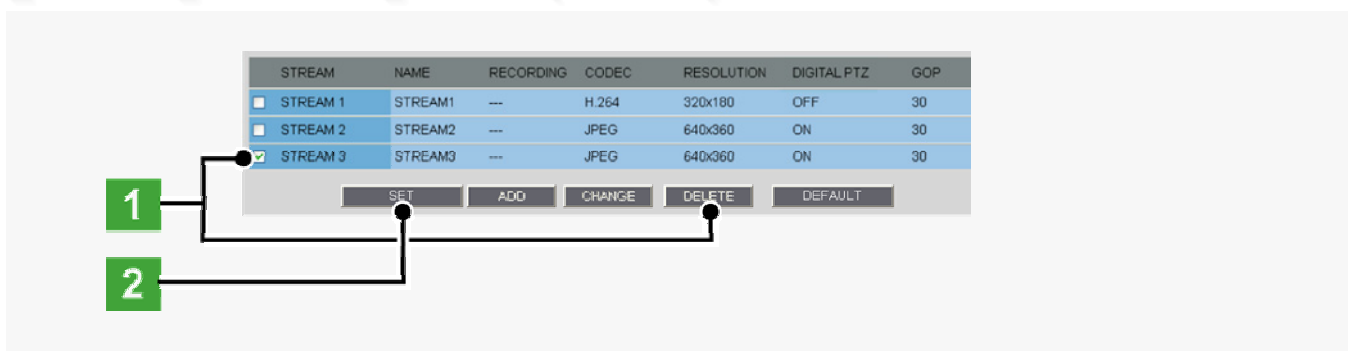 STREAM NAME RECORDING CODEC RESOLUTION DIGITAL PTZ GOP
STREAM 1 STREAM1 --- H.264 320x180 OFF 30
STREAM 2 STREAM2 --- JPEG 640x360 ON 30
STREAM 3 STREAM3 --- JPEG 640x360 ON 30
SET ADD CHANGE DELETE DEFAULT
1
2